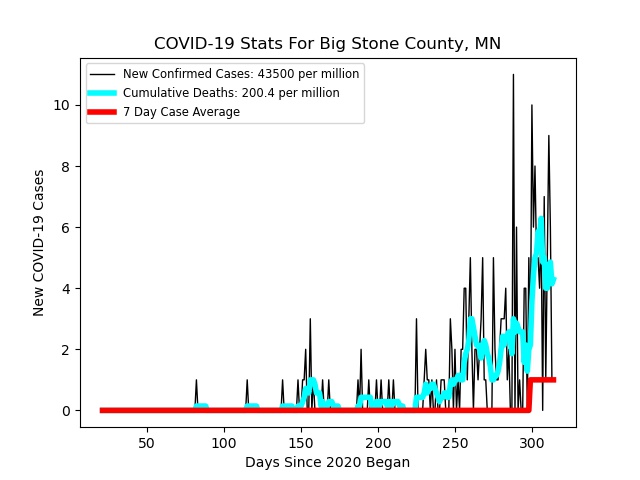 COVID-19 Stats For Big Stone County, MN
New Confirmed Cases: 43500 per million
Cumulative Deaths: 200.4 per million
7 Day Case Average
New COVID-19 Cases
10
8
6
4
2
0
50 100 150 200 250 300
Days Since 2020 Began